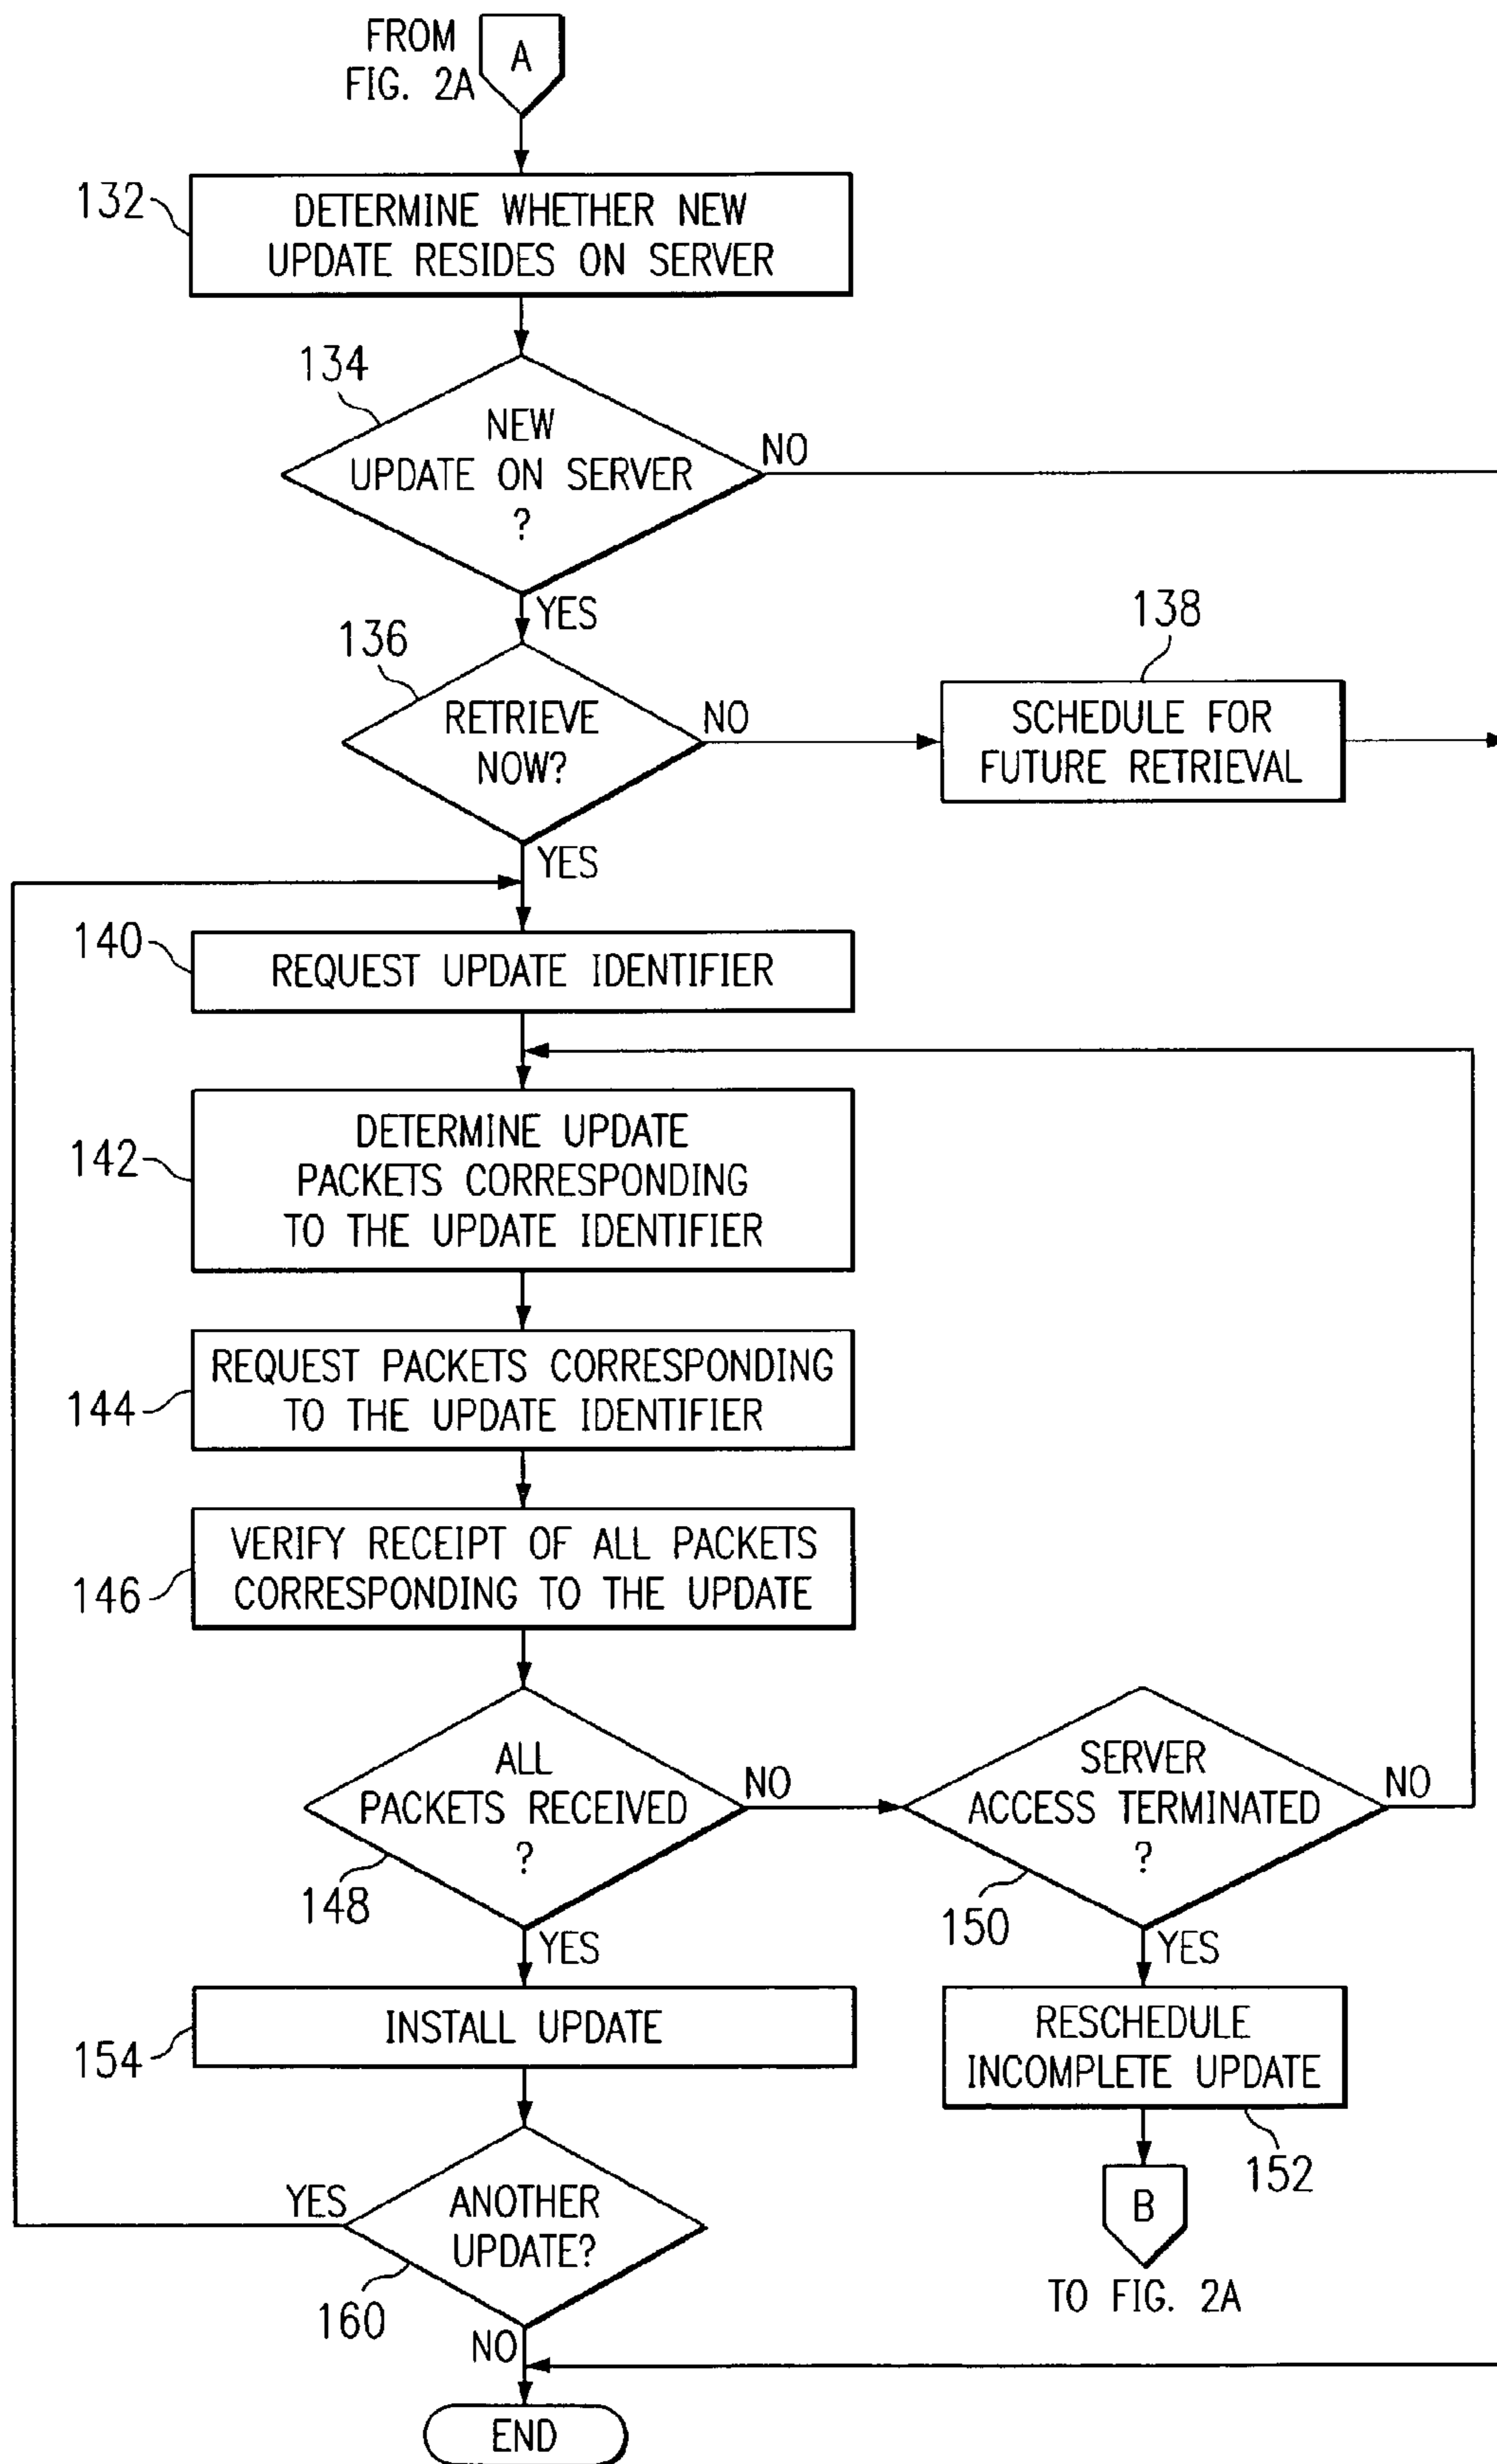 FROM
FIG. 2A
A
132
DETERMINE WHETHER NEW
UPDATE RESIDES ON SERVER
134
NEW
UPDATE ON SERVER
?
NO
YES
136
RETRIEVE
NOW?
NO
138
SCHEDULE FOR
FUTURE RETRIEVAL
YES
140
REQUEST UPDATE IDENTIFIER
142
DETERMINE UPDATE
PACKETS CORRESPONDING
TO THE UPDATE IDENTIFIER
144
REQUEST PACKETS CORRESPONDING
TO THE UPDATE IDENTIFIER
146
VERIFY RECEIPT OF ALL PACKETS
CORRESPONDING TO THE UPDATE
148
ALL
PACKETS RECEIVED
?
NO
150
SERVER
ACCESS TERMINATED
?
NO
YES
YES
154
INSTALL UPDATE
RESCHEDULE
INCOMPLETE UPDATE
152
160
ANOTHER
UPDATE?
YES
B
TO FIG. 2A
NO
END